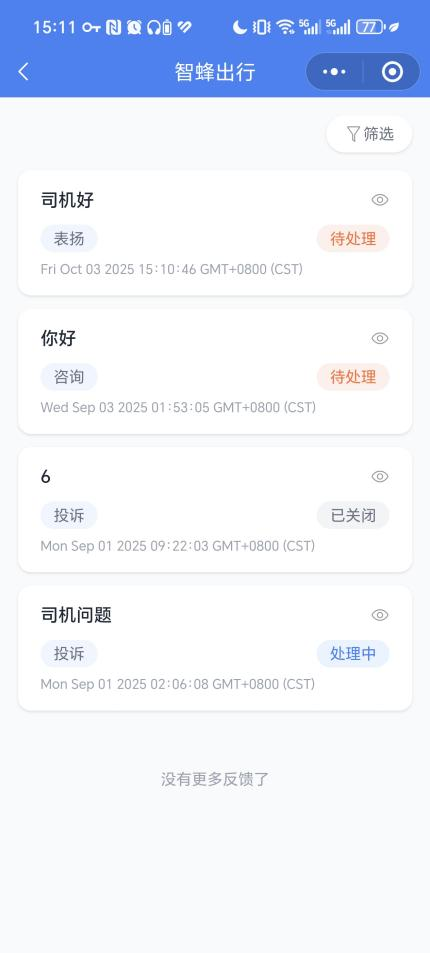 15:11
5G 5G 77
智蜂出行
筛选
司机好
表扬 待处理
Fri Oct 03 2025 15:10:46 GMT+0800 (CST)
你好
咨询 待处理
Wed Sep 03 2025 01:53:05 GMT+0800 (CST)
6
投诉 已关闭
Mon Sep 01 2025 09:22:03 GMT+0800 (CST)
司机问题
投诉 处理中
Mon Sep 01 2025 02:06:08 GMT+0800 (CST)
没有更多反馈了